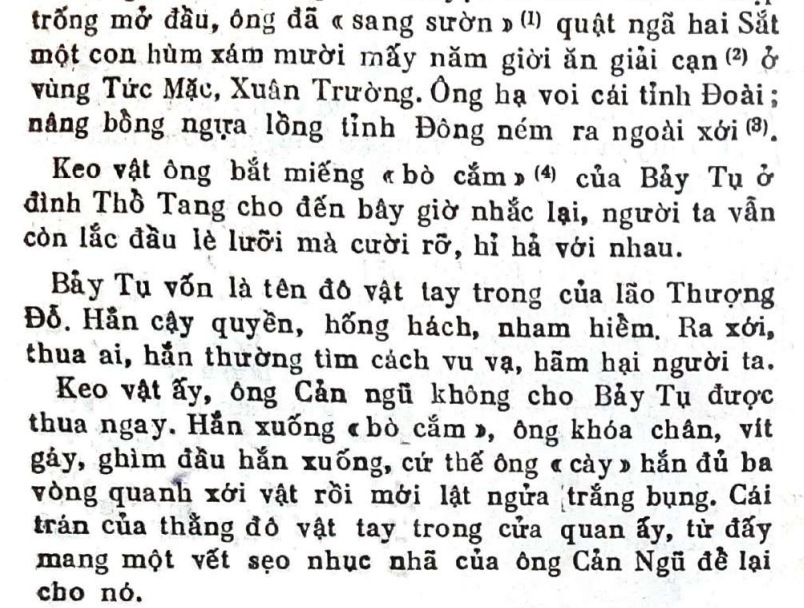 trống mở đầu, ông đã « sang sườn » (1) quật ngã hai Sắt
một con hùm xám mười mấy năm giời ăn giải cạn (2) ở
vùng Tức Mặc, Xuân Trường. Ông hạ voi cái tỉnh Đoài ;
nâng bồng ngựa lồng tỉnh Đông ném ra ngoài xới (3).
Keo vật ông bắt miếng « bò cắm » (4) của Bảy Tụ ở
đình Thồ Tang cho đến bây giờ nhắc lại, người ta vẫn
còn lắc đầu lè lưỡi mà cười rỡ, hỉ hả với nhau.
Bảy Tụ vốn là tên đô vật tay trong của lão Thượng
Đỗ. Hắn cậy quyền, hống hách, nham hiểm. Ra xới,
thua ai, hắn thường tìm cách vu vạ, hãm hại người ta.
Keo vật ấy, ông Cản ngũ không cho Bảy Tụ được
thua ngay. Hắn xuống « bò cắm », ông khóa chân, vít
gáy, ghìm đầu hắn xuống, cứ thế ông « cày » hắn đủ ba
vòng quanh xới vật rồi mới lật ngửa trắng bụng. Cái
trán của thằng đô vật tay trong cửa quan ấy, từ đấy
mang một vết sẹo nhục nhã của ông Cản Ngũ để lại
cho nó.